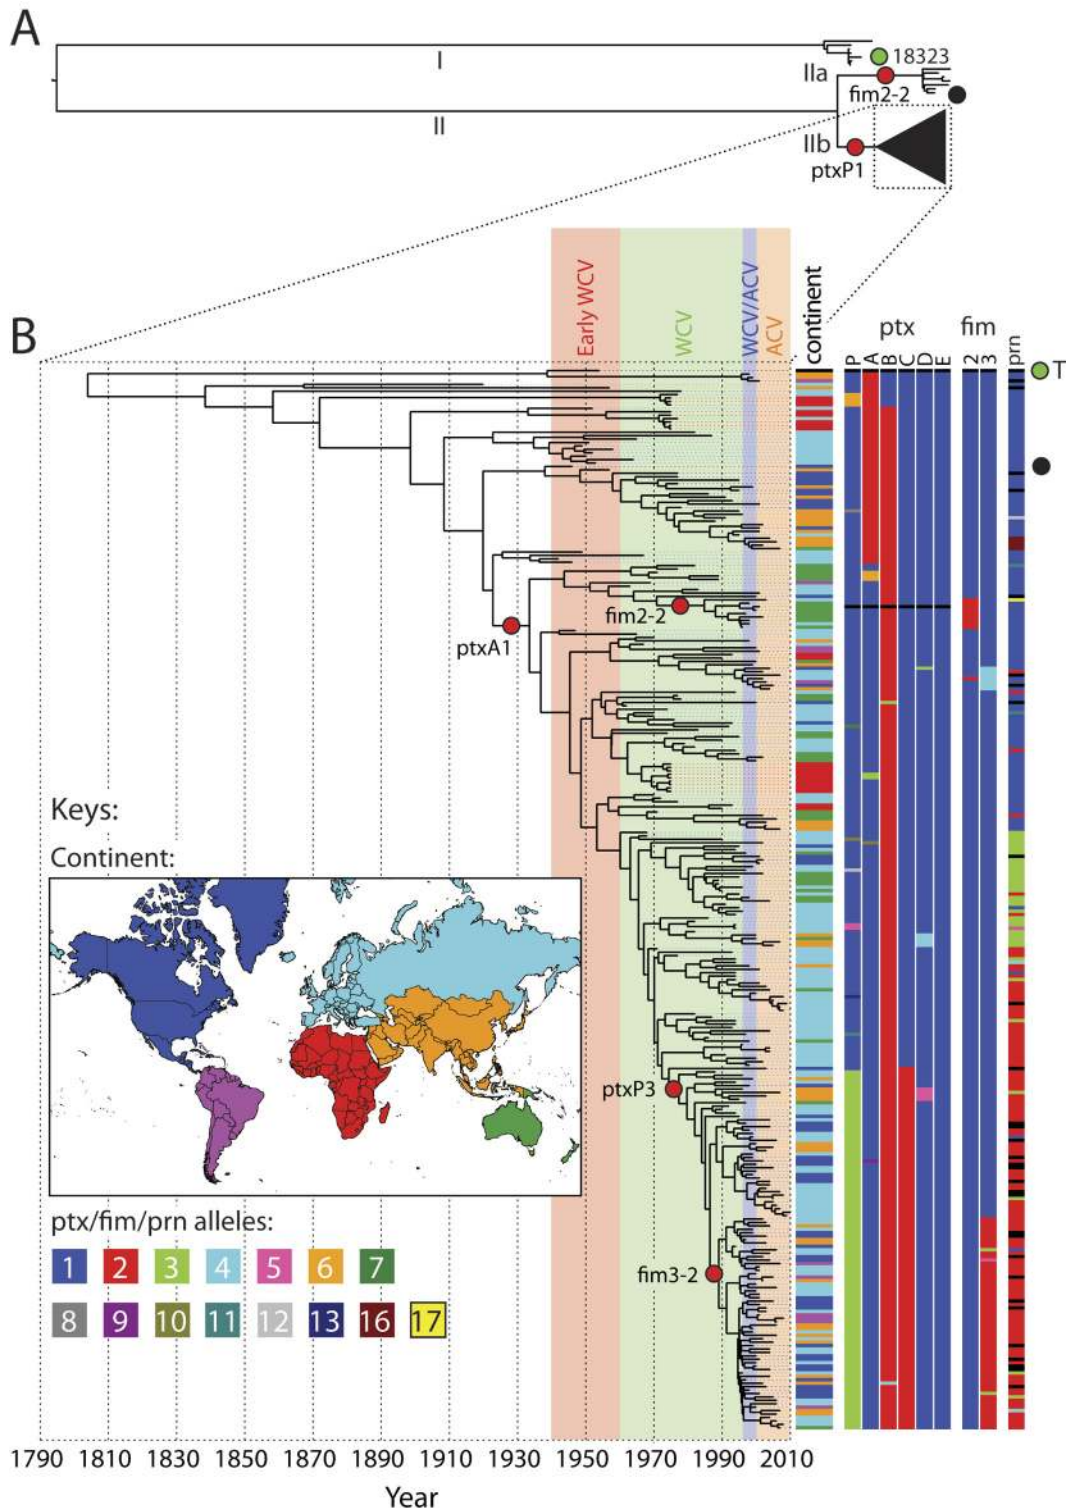 A
I
18323
IIa
fim2-2
II
IIb
ptxP1
B
Early WCV
WCV
WCV/ACV
ACV
continent
ptx
fim
P A B C D E 2 3 prn
T
fim2-2
ptxA1
Keys:
Continent:
ptxP3
ptx/fim/prn alleles:
1 2 3 4 5 6 7
fim3-2
8 9 10 11 12 13 16 17
1790 1810 1830 1850 1870 1890 1910 1930 1950 1970 1990 2010
Year